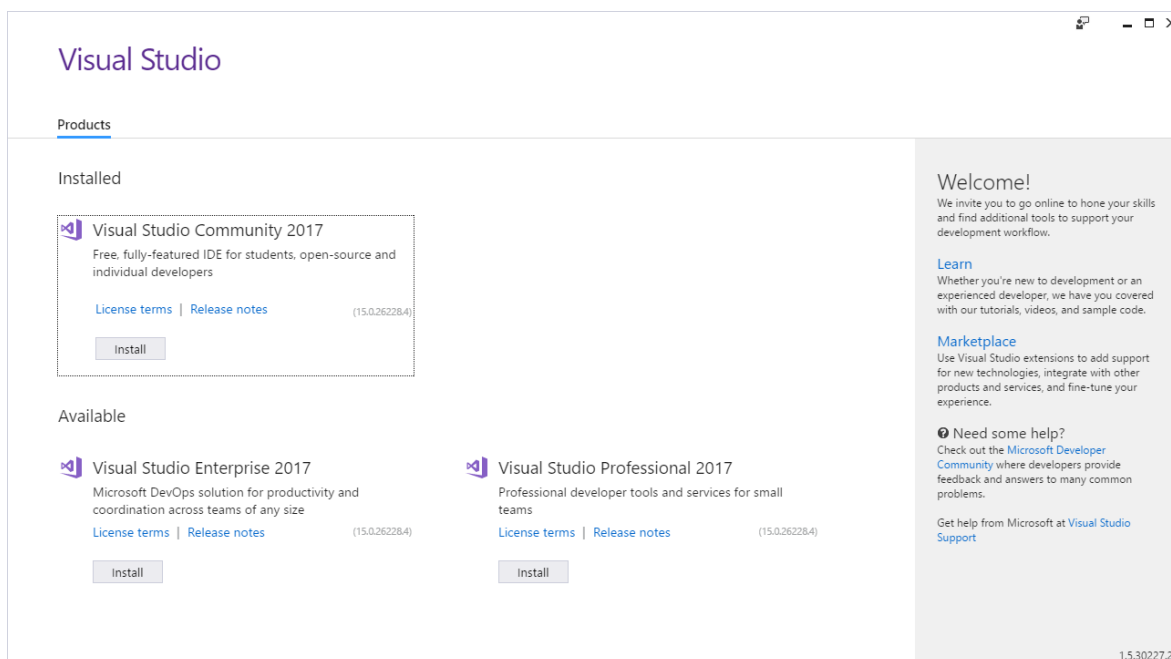 Visual Studio
Products
Installed
Visual Studio Community 2017
Free, fully-featured IDE for students, open-source and
individual developers
License terms | Release notes (15.0.26228.4)
Install
Available
Visual Studio Enterprise 2017
Microsoft DevOps solution for productivity and
coordination across teams of any size
License terms | Release notes (15.0.26228.4)
Install
Visual Studio Professional 2017
Professional developer tools and services for small
teams
License terms | Release notes (15.0.26228.4)
Install
Welcome!
We invite you to go online to hone your skills
and find additional tools to support your
development workflow.
Learn
Whether you're new to development or an
experienced developer, we have you covered
with our tutorials, videos, and sample code.
Marketplace
Use Visual Studio extensions to add support
for new technologies, integrate with other
products and services, and fine-tune your
experience.
Need some help?
Check out the Microsoft Developer
Community where developers provide
feedback and answers to many common
problems.
Get help from Microsoft at Visual Studio
Support
1.5.30227.2